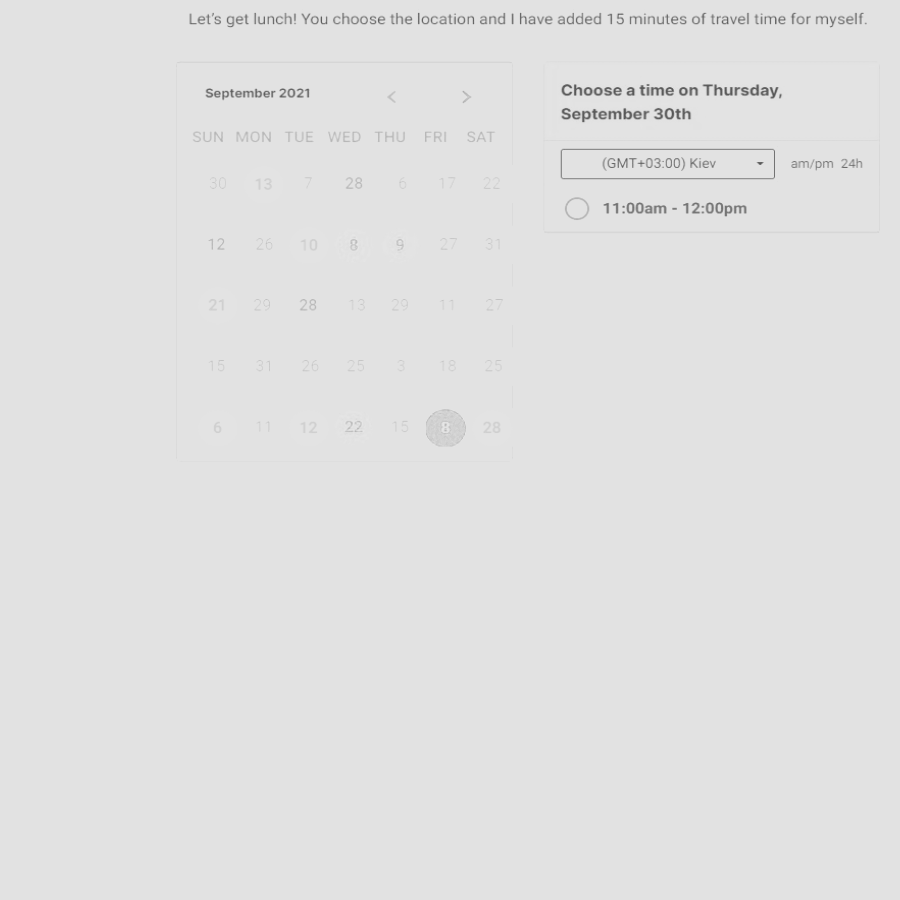 Let's get lunch! You choose the location and I have added 15 minutes of travel time for myself.
September 2021 < >
SUN MON TUE WED THU FRI SAT
30 13 7 28 6 17 22
12 26 10 8 9 27 31
21 29 28 13 29 11 27
15 31 26 25 3 18 25
6 11 12 22 15 8 28
Choose a time on Thursday,
September 30th
(GMT+03:00) Kiev am/pm 24h
11:00am - 12:00pm